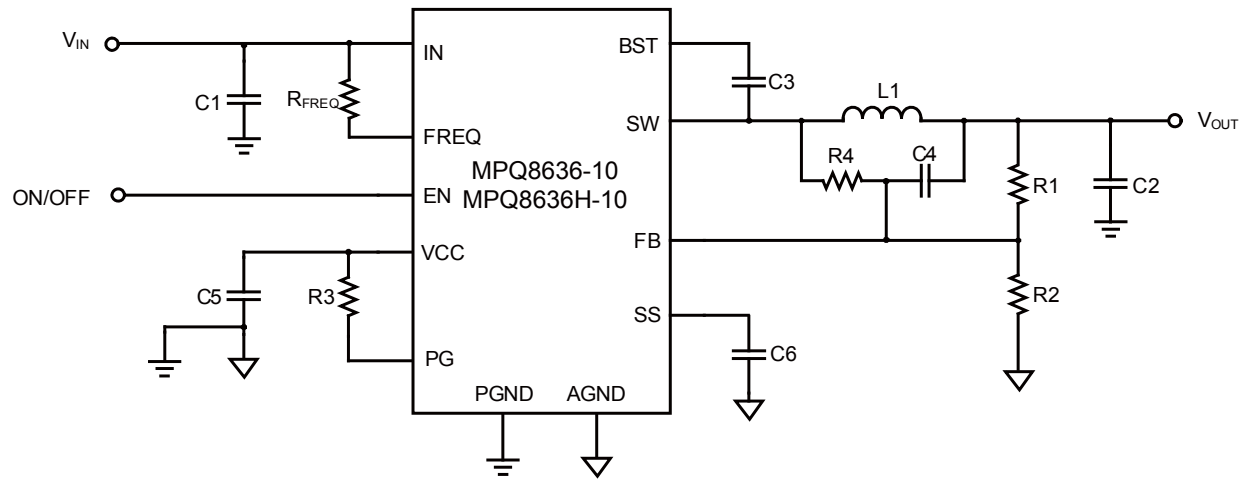 VIN
C1
RFREQ
ON/OFF
C5
R3
IN
FREQ
EN
VCC
PG
MPQ8636-10
MPQ8636H-10
PGND
AGND
BST
SW
FB
SS
C3
L1
R4
C4
R1
R2
C2
C6
VOUT